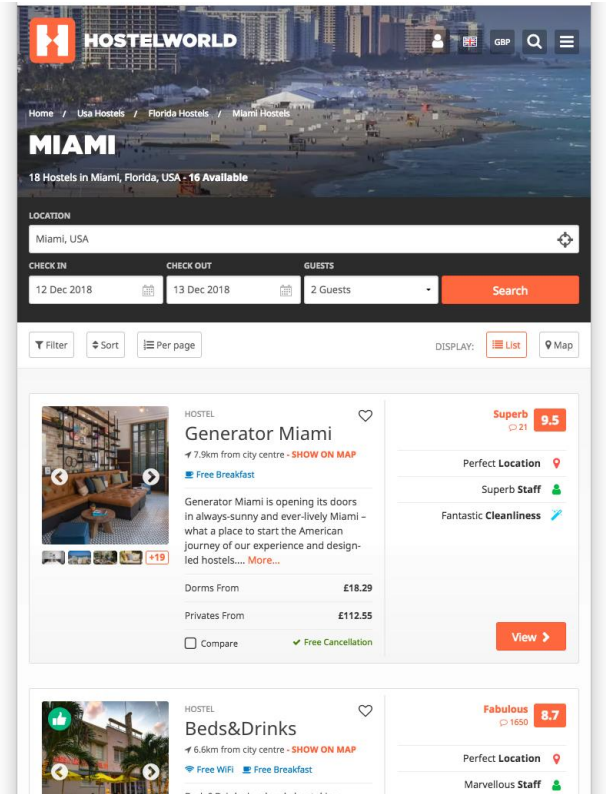 HOSTELWORLD
GBP
Home / Usa Hostels / Florida Hostels / Miami Hostels
MIAMI
18 Hostels in Miami, Florida, USA - 16 Available
LOCATION
Miami, USA
CHECK IN CHECK OUT GUESTS
12 Dec 2018 13 Dec 2018 2 Guests Search
Filter Sort Per page DISPLAY: List Map
HOSTEL
Generator Miami
7.9km from city centre - SHOW ON MAP
Free Breakfast
Generator Miami is opening its doors
in always-sunny and ever-lively Miami –
what a place to start the American
journey of our experience and design-
led hostels.... More...
+19
Dorms From £18.29
Privates From £112.55
Compare Free Cancellation
Superb 9.5
21
Perfect Location
Superb Staff
Fantastic Cleanliness
View
HOSTEL
Beds&Drinks
6.6km from city centre - SHOW ON MAP
Free WiFi Free Breakfast
Fabulous 8.7
1650
Perfect Location
Marvellous Staff